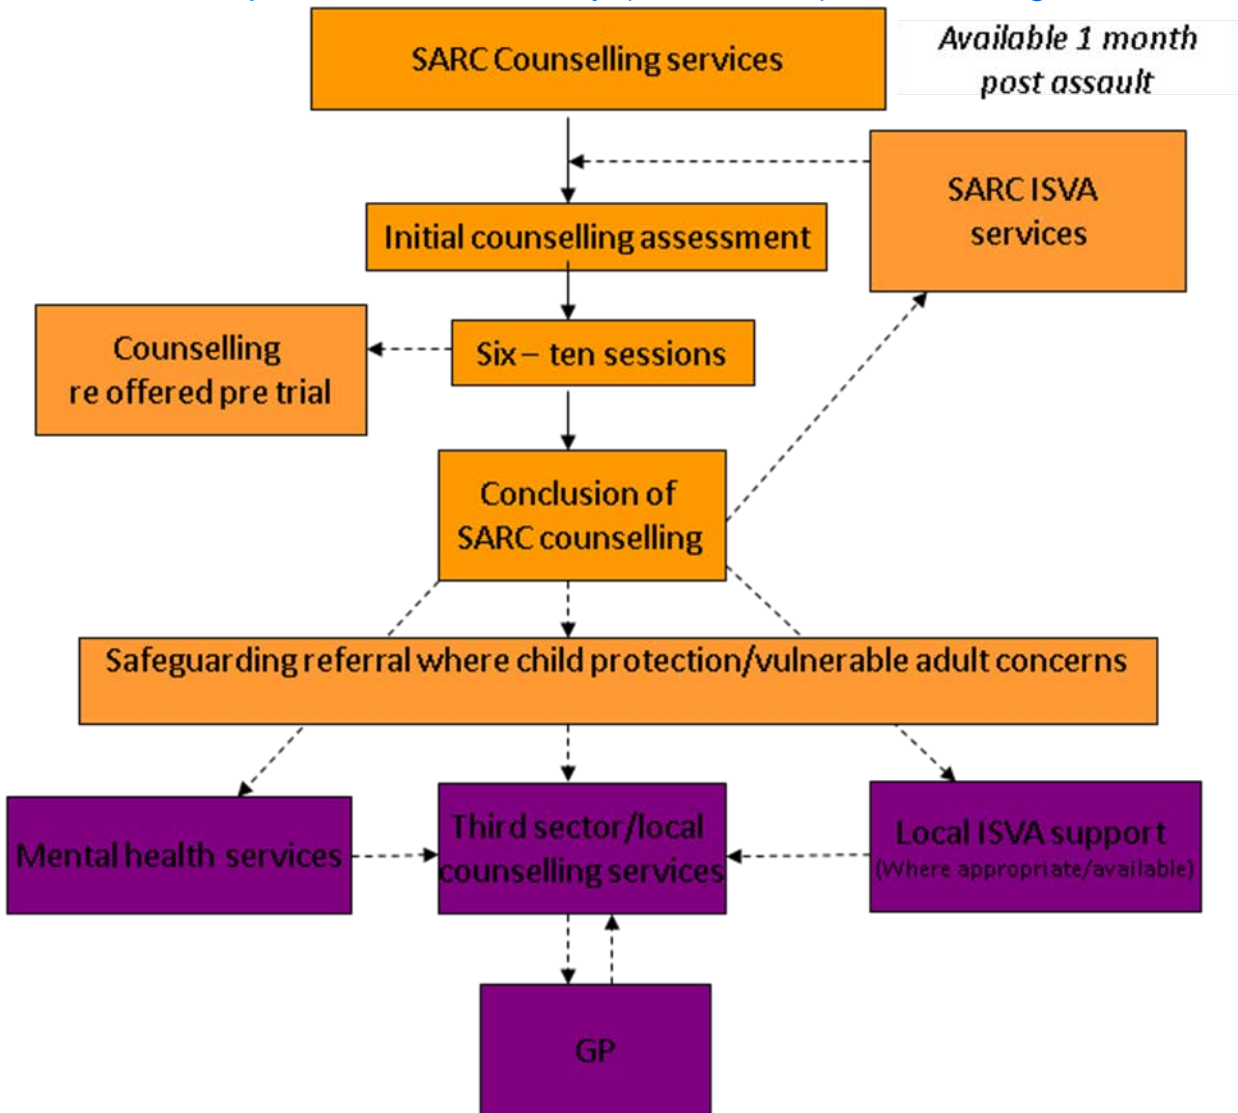 SARC Counselling services
Available 1 month
post assault
SARC ISVA
services
Initial counselling assessment
Counselling
re offered pre trial
Six – ten sessions
Conclusion of
SARC counselling
Safeguarding referral where child protection/vulnerable adult concerns
Mental health services
Third sector/local
counselling services
Local ISVA support
(Where appropriate/available)
GP